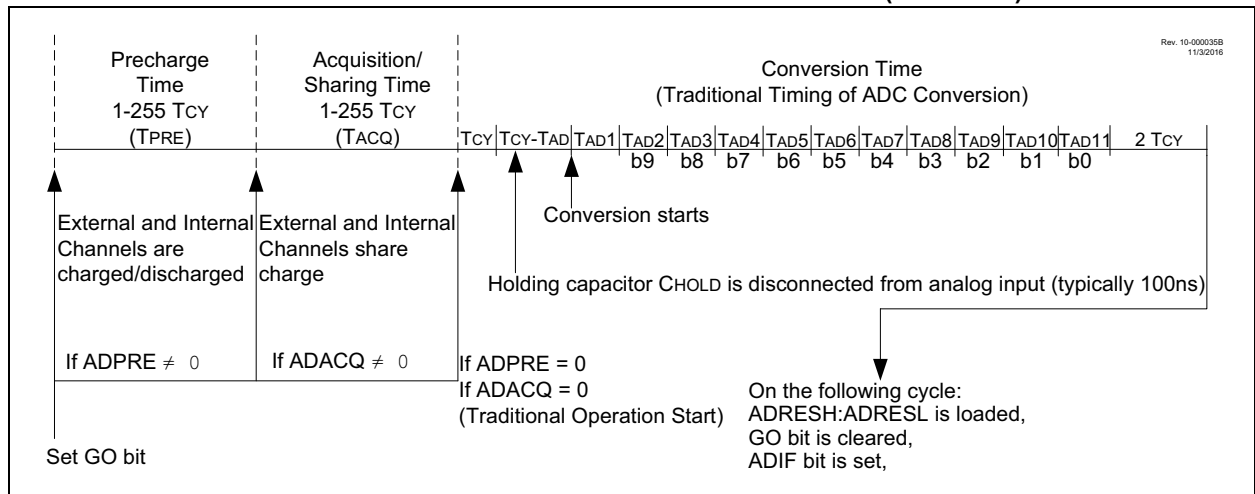 Rev. 10-000035B
11/3/2016
Precharge
Time
1-255 TCY
(TPRE)
Acquisition/
Sharing Time
1-255 TCY
(TACQ)
Conversion Time
(Traditional Timing of ADC Conversion)
TCY TCY-TAD TAD1 TAD2 TAD3 TAD4 TAD5 TAD6 TAD7 TAD8 TAD9 TAD10 TAD11 2 TCY
b9 b8 b7 b6 b5 b4 b3 b2 b1 b0
External and Internal
Channels are
charged/discharged
External and Internal
Channels share
charge
Conversion starts
Holding capacitor CHOLD is disconnected from analog input (typically 100ns)
If ADPRE ≠ 0
If ADACQ ≠ 0
If ADPRE = 0
If ADACQ = 0
(Traditional Operation Start)
On the following cycle:
ADRESH:ADRESL is loaded,
GO bit is cleared,
ADIF bit is set,
Set GO bit